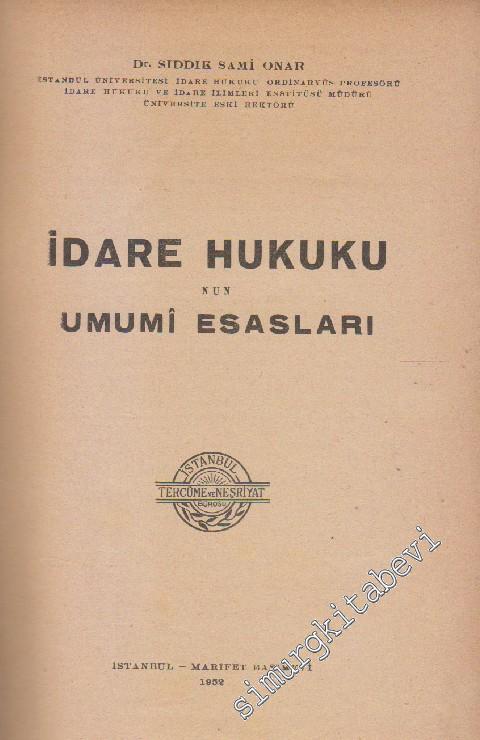 Dr. SIDDIK SAMİ ONAR
İSTANBUL ÜNİVERSİTESİ İDARE HUKUKU ORDİNARYÜS PROFESÖRÜ
İDARE HUKUKU VE İDARE İLİMLERİ ENSTİTÜSÜ MÜDÜRÜ
ÜNİVERSİTE ESKİ REKTÖRÜ
İDARE HUKUKU
NUN
UMUMÎ ESASLARI
İSTANBUL
TERCÜME VE NEŞRİYAT
BÜROSU
İSTANBUL — MARIFET BASIMEVİ
1952
simurgkitabevi